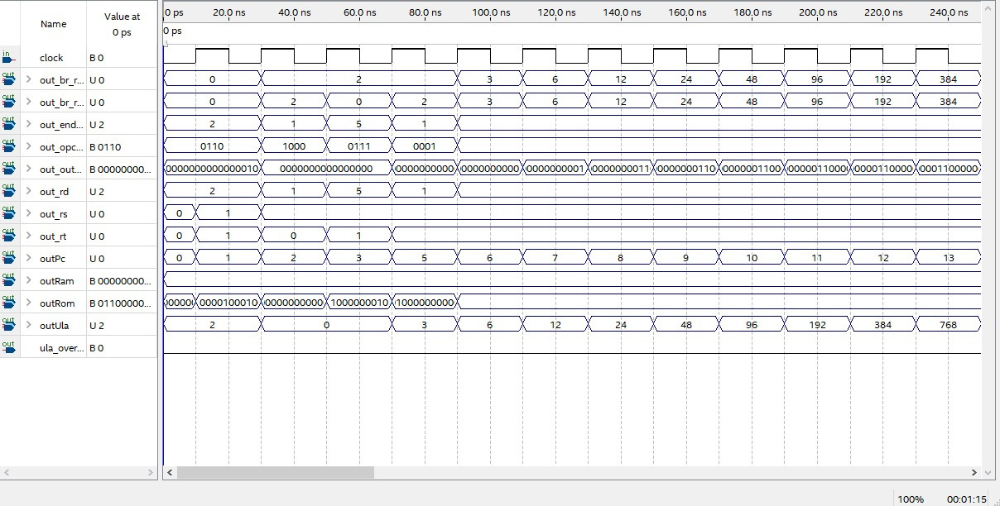 Name Value at 0 ps 0 ps 20.0 ns 40.0 ns 60.0 ns 80.0 ns 100.0 ns 120.0 ns 140.0 ns 160.0 ns 180.0 ns 200.0 ns 220.0 ns 240.0 ns
0 ps
in clock B 0
out out_br_r... U 0 0 2 3 6 12 24 48 96 192 384
out out_br_r... U 0 0 2 0 2 3 6 12 24 48 96 192 384
out out_end... U 2 2 1 5 1
out out_opc... B 0110 0110 1000 0111 0001
out out_out... B 00000000... 0000000000000010 0000000000000000 0000000000 0000000000 0000000001 0000000011 0000000110 0000001100 0000011000 0000110000 0001100000
out out_rd U 2 2 1 5 1
out out_rs U 0 0 1
out out_rt U 0 0 1 0 1
out outPc U 0 0 1 2 3 5 6 7 8 9 10 11 12 13
out outRam B 00000000...
out outRom B 01100000... 00000 0000100010 0000000000 1000000010 1000000000
out outUla U 2 2 0 3 6 12 24 48 96 192 384 768
out ula_over... B 0
100% 00:01:15